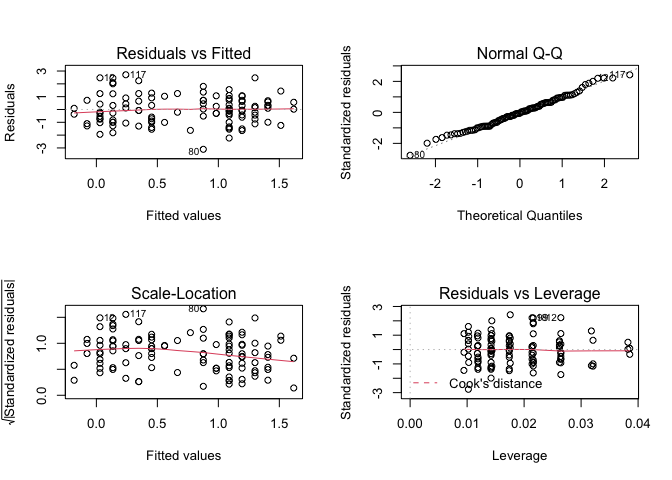 Residuals vs Fitted
Residuals
3
1
-1
-3
117
80
0.0 0.5 1.0 1.5
Fitted values
Normal Q-Q
Standardized residuals
2
0
-2
117
80
-2 -1 0 1 2
Theoretical Quantiles
Scale-Location
√|Standardized residuals|
1.0
0.0
117
80
0.0 0.5 1.0 1.5
Fitted values
Residuals vs Leverage
Standardized residuals
3
1
-1
-3
Cook's distance
0.00 0.01 0.02 0.03 0.04
Leverage